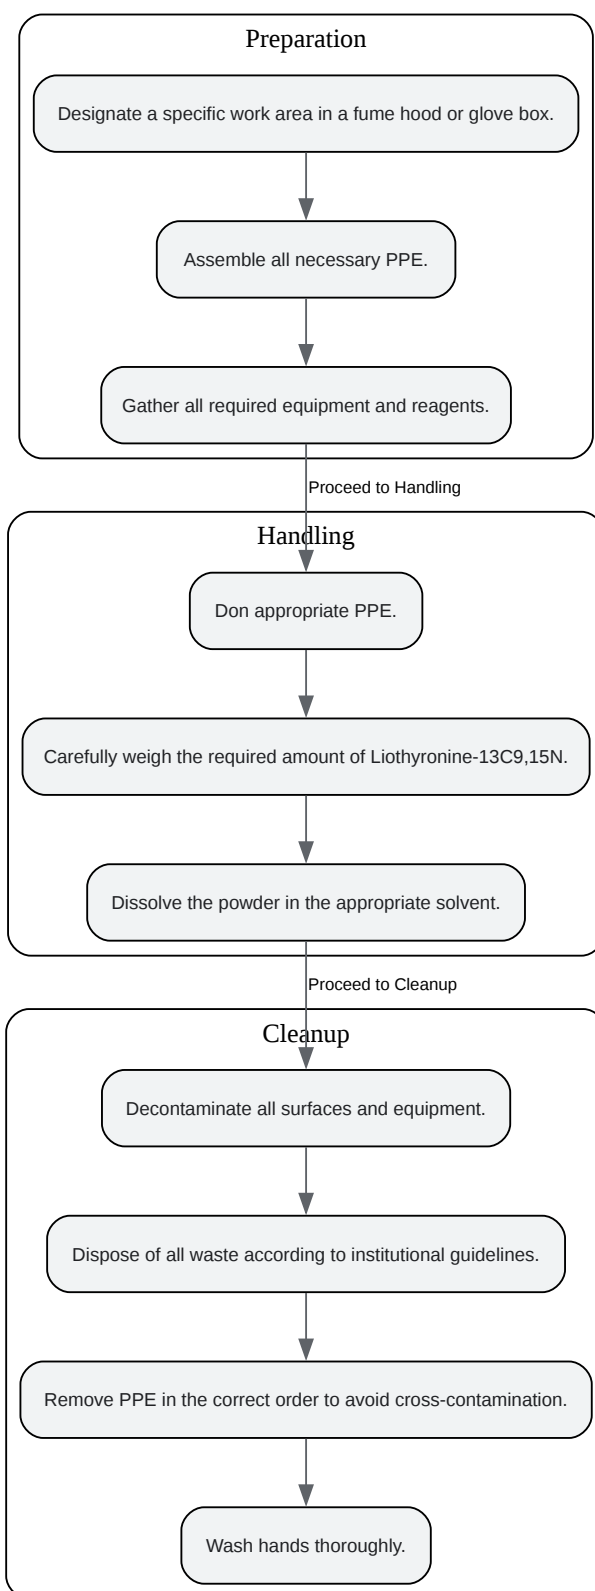 Preparation
Designate a specific work area in a fume hood or glove box.
Assemble all necessary PPE.
Gather all required equipment and reagents.
Proceed to Handling
Handling
Don appropriate PPE.
Carefully weigh the required amount of Liothyronine-13C9,15N.
Dissolve the powder in the appropriate solvent.
Proceed to Cleanup
Cleanup
Decontaminate all surfaces and equipment.
Dispose of all waste according to institutional guidelines.
Remove PPE in the correct order to avoid cross-contamination.
Wash hands thoroughly.